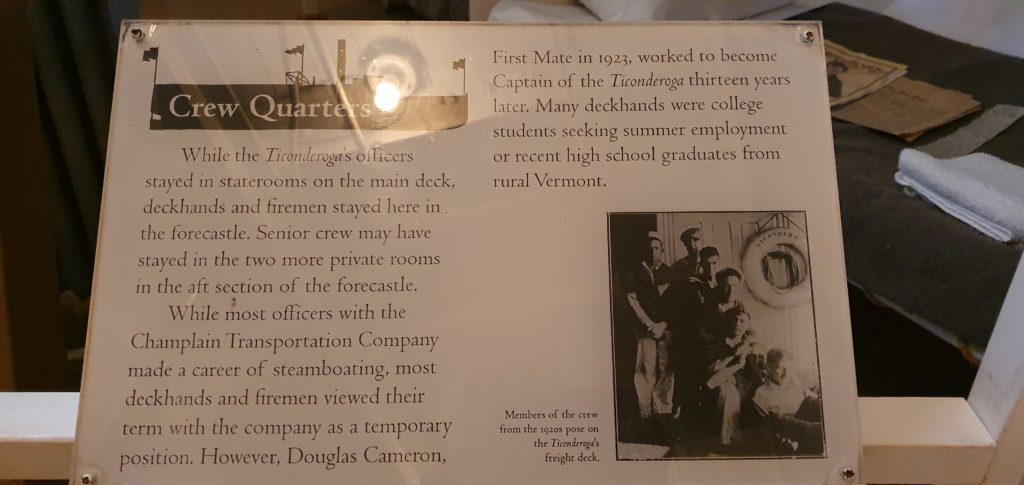 Crew Quarters
While the Ticonderoga's officers
stayed in staterooms on the main deck,
deckhands and firemen stayed here in
the forecastle. Senior crew may have
stayed in the two more private rooms
in the aft section of the forecastle.
While most officers with the
Champlain Transportation Company
made a career of steamboating, most
deckhands and firemen viewed their
term with the company as a temporary
position. However, Douglas Cameron,
First Mate in 1923, worked to become
Captain of the Ticonderoga thirteen years
later. Many deckhands were college
students seeking summer employment
or recent high school graduates from
rural Vermont.
Members of the crew
from the 1920s pose on
the Ticonderoga's
freight deck.